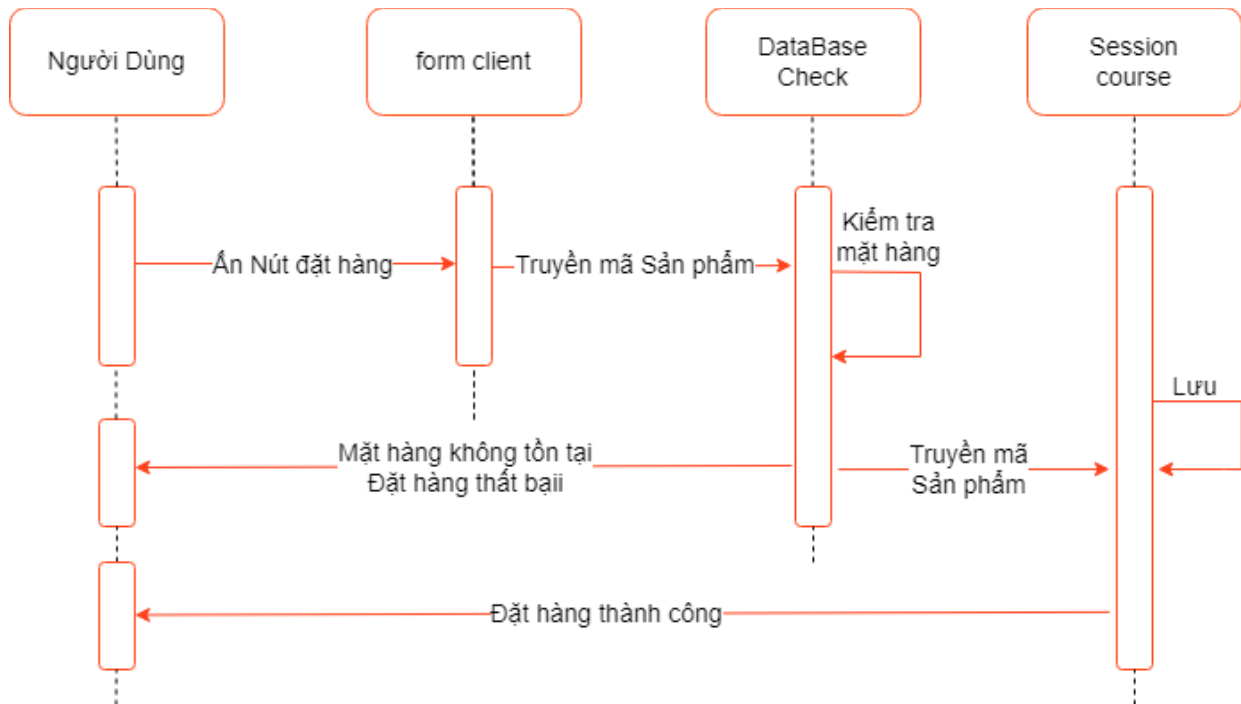 Người Dùng
form client
DataBase
Check
Session
course
Ấn Nút đặt hàng
Truyền mã Sản phẩm
Kiểm tra
mặt hàng
Lưu
Mặt hàng không tồn tại
Đặt hàng thất bạii
Truyền mã
Sản phẩm
Đặt hàng thành công